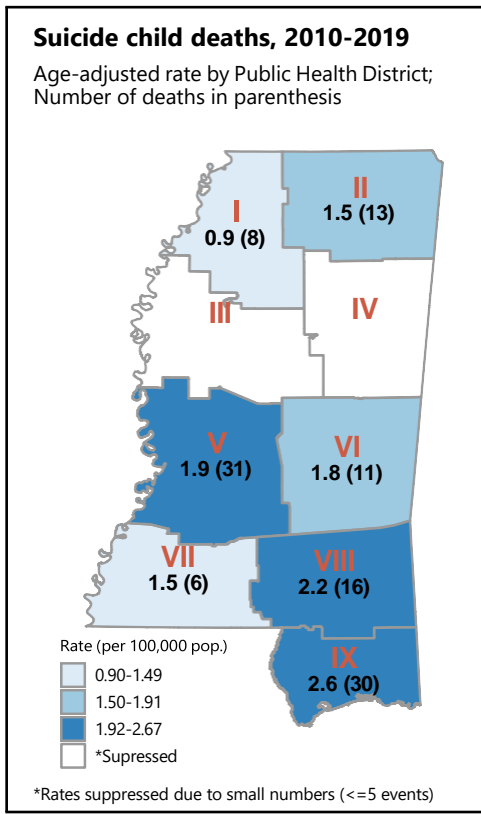 Suicide child deaths, 2010-2019
Age-adjusted rate by Public Health District;
Number of deaths in parenthesis
I
0.9 (8)
II
1.5 (13)
III
IV
V
1.9 (31)
VI
1.8 (11)
VII
1.5 (6)
VIII
2.2 (16)
IX
2.6 (30)
Rate (per 100,000 pop.)
0.90-1.49
1.50-1.91
1.92-2.67
*Supressed
*Rates suppressed due to small numbers (<=5 events)